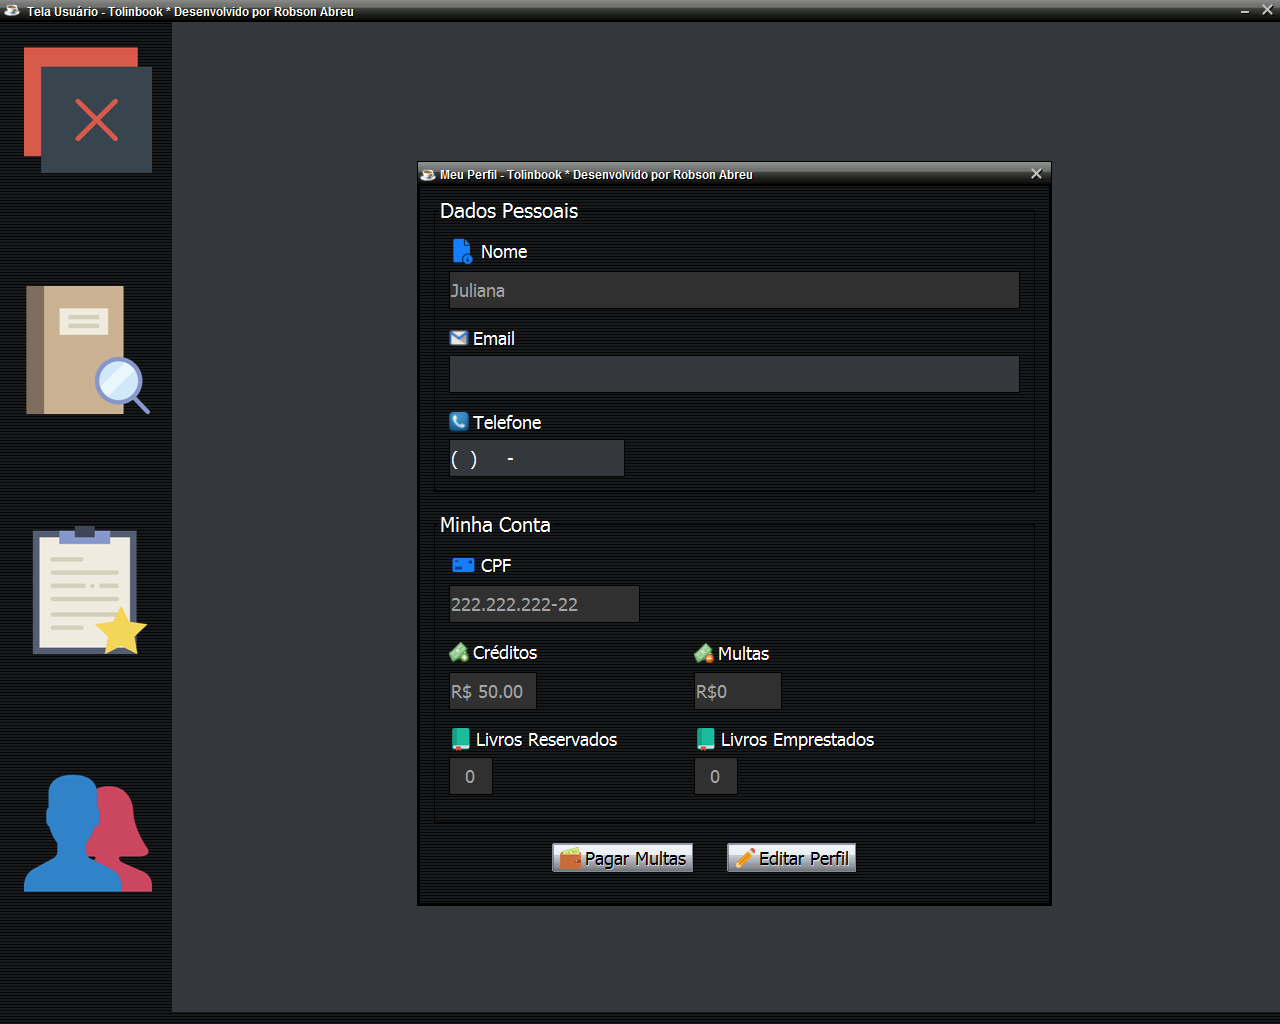 Tela Usuário - Tolinbook * Desenvolvido por Robson Abreu
Meu Perfil - Tolinbook * Desenvolvido por Robson Abreu
Dados Pessoais
Nome
Juliana
Email
Telefone
( ) -
Minha Conta
CPF
222.222.222-22
Créditos Multas
R$ 50.00 R$0
Livros Reservados Livros Emprestados
0 0
Pagar Multas Editar Perfil